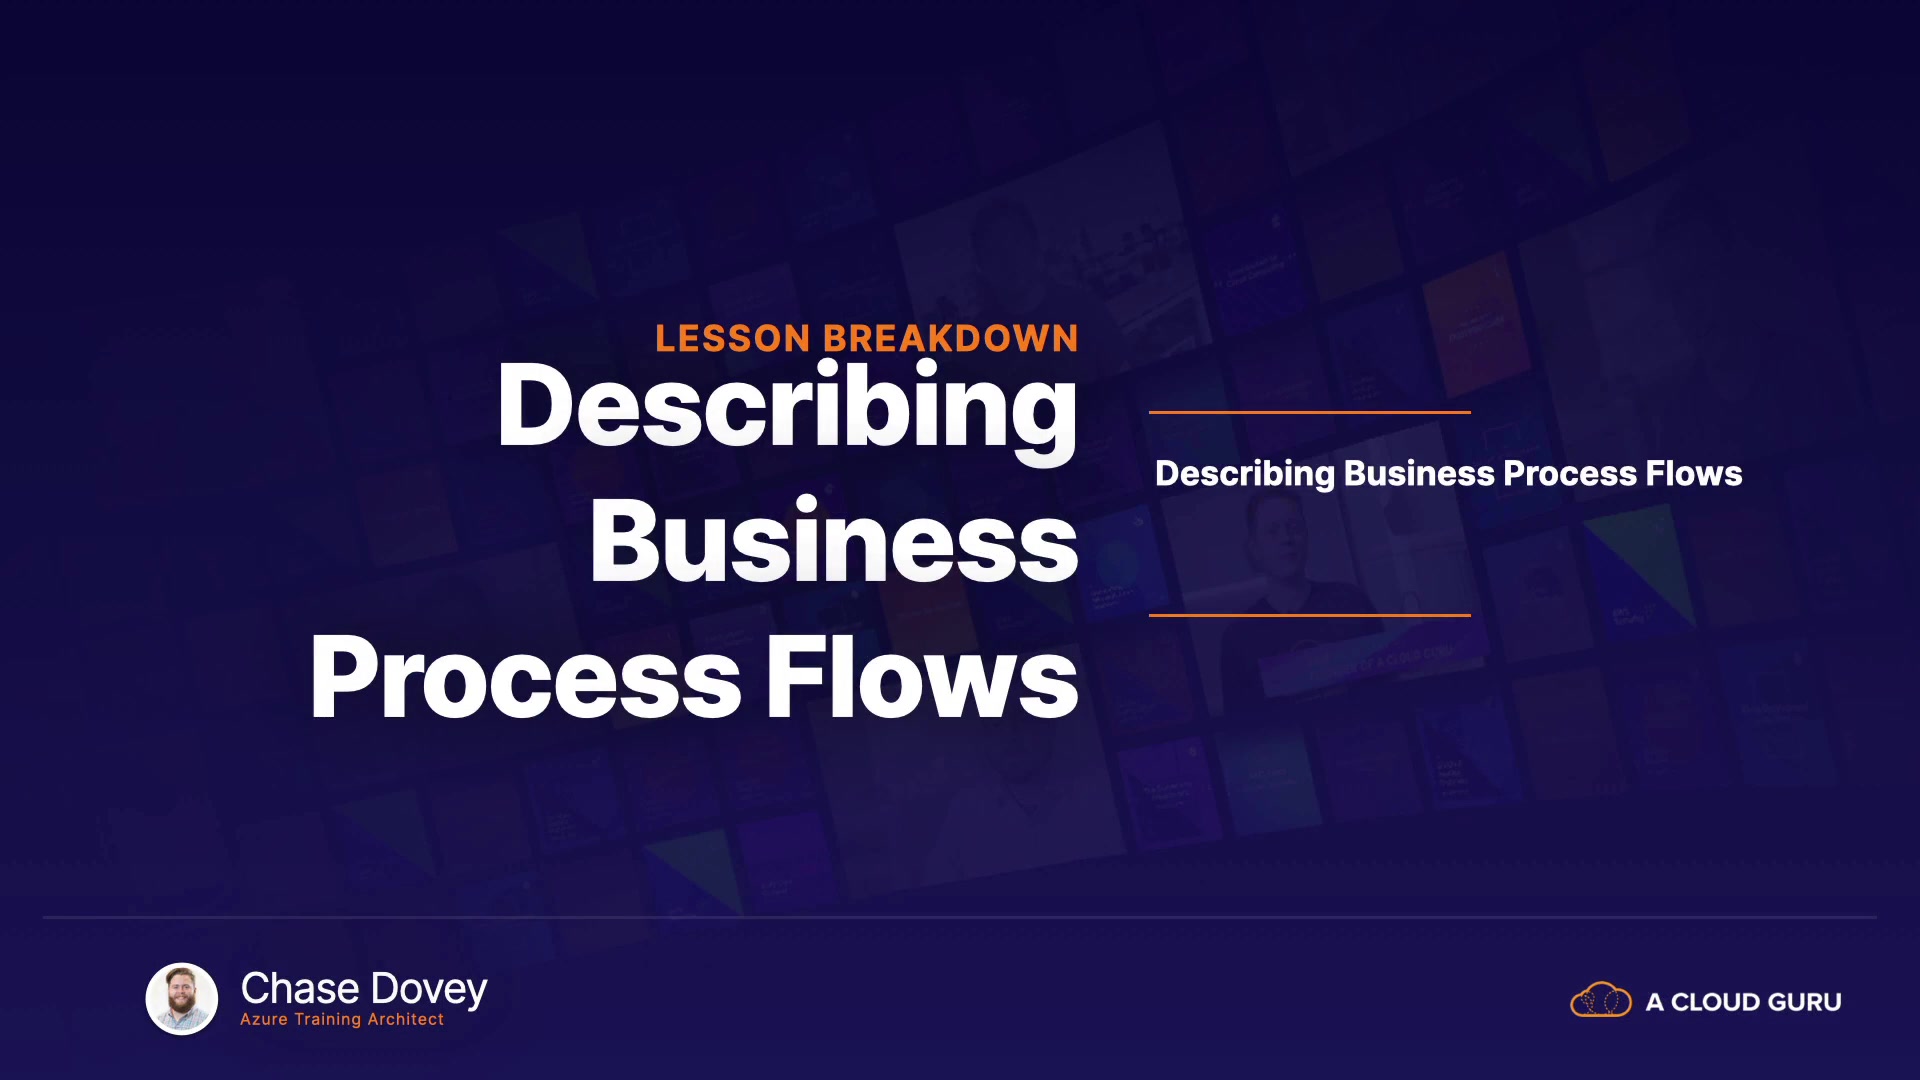 LESSON BREAKDOWN
Describing
Business
Process Flows
Describing Business Process Flows
Chase Dovey
Azure Training Architect
A CLOUD GURU